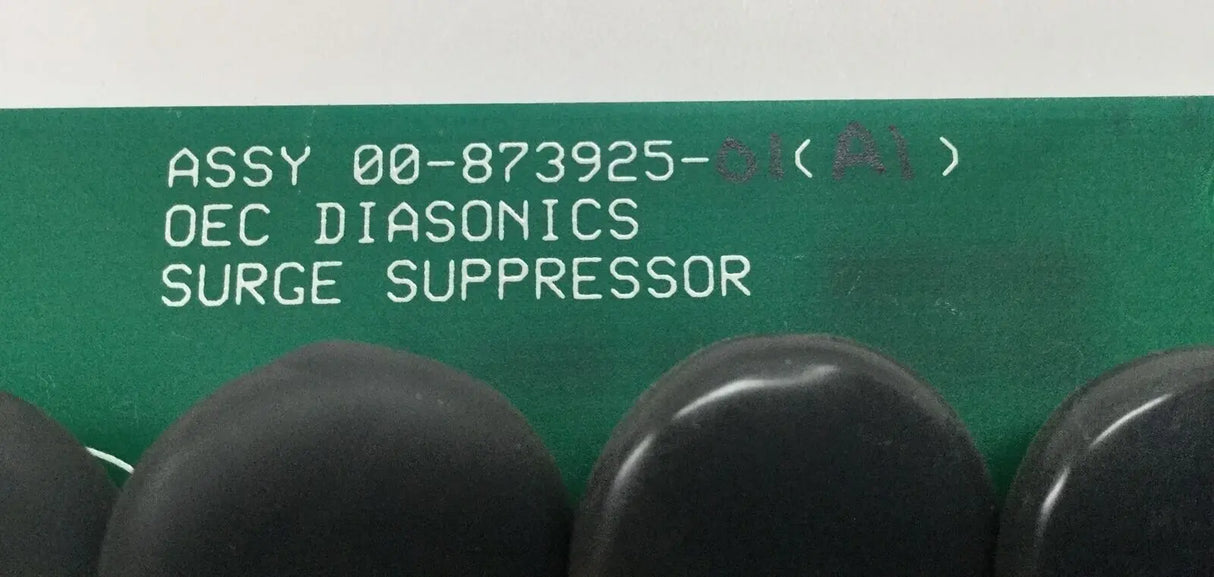 ASSY 00-873925-01(A1)
OEC DIASONICS
SURGE SUPPRESSOR